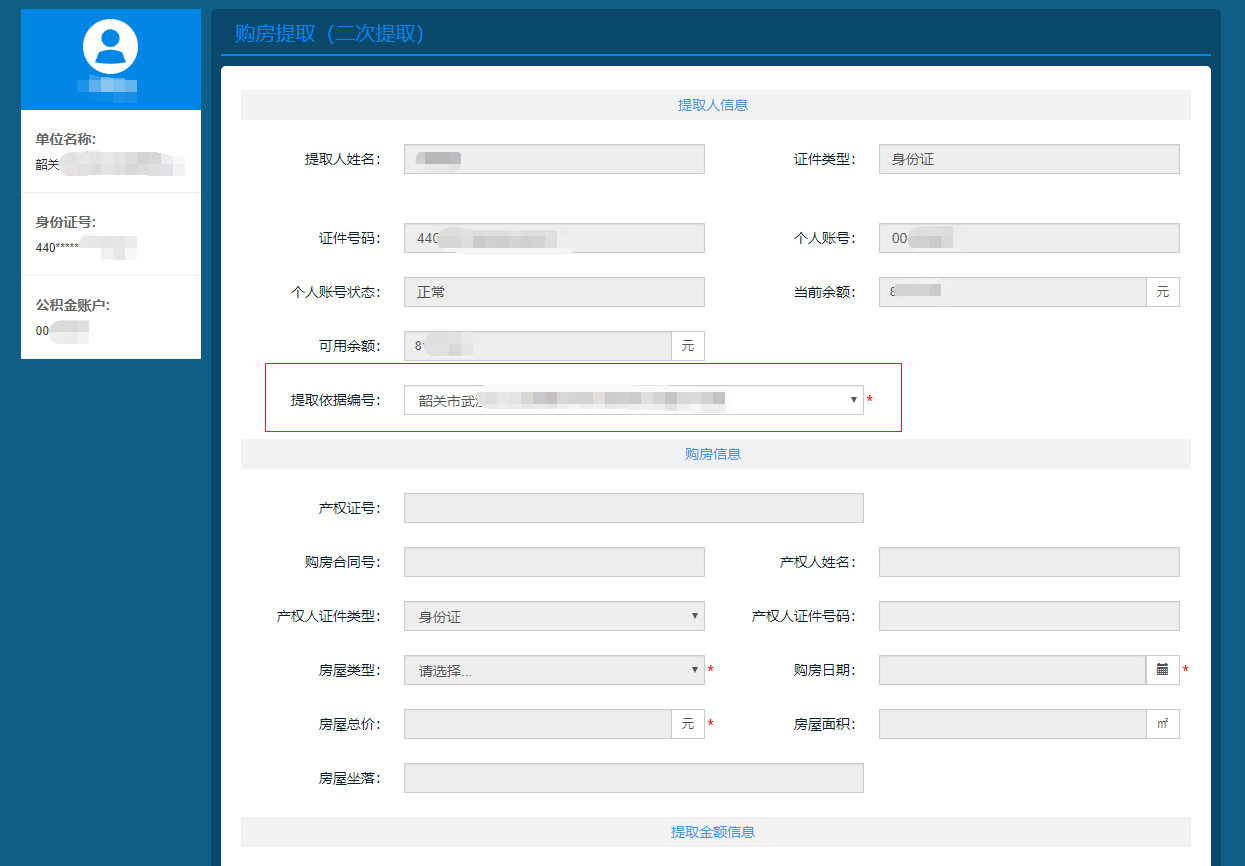 购房提取（二次提取）
单位名称:
韶关
身份证号:
440*****
公积金账户:
00
提取人信息
提取人姓名:
证件类型: 身份证
证件号码: 440
个人账号: 00
个人账号状态: 正常
当前余额: 8 元
可用余额: 8 元
提取依据编号: 韶关市武 *
购房信息
产权证号:
购房合同号:
产权人姓名:
产权人证件类型: 身份证
产权人证件号码:
房屋类型: 请选择... *
购房日期: *
房屋总价: 元 *
房屋面积: ㎡
房屋坐落:
提取金额信息